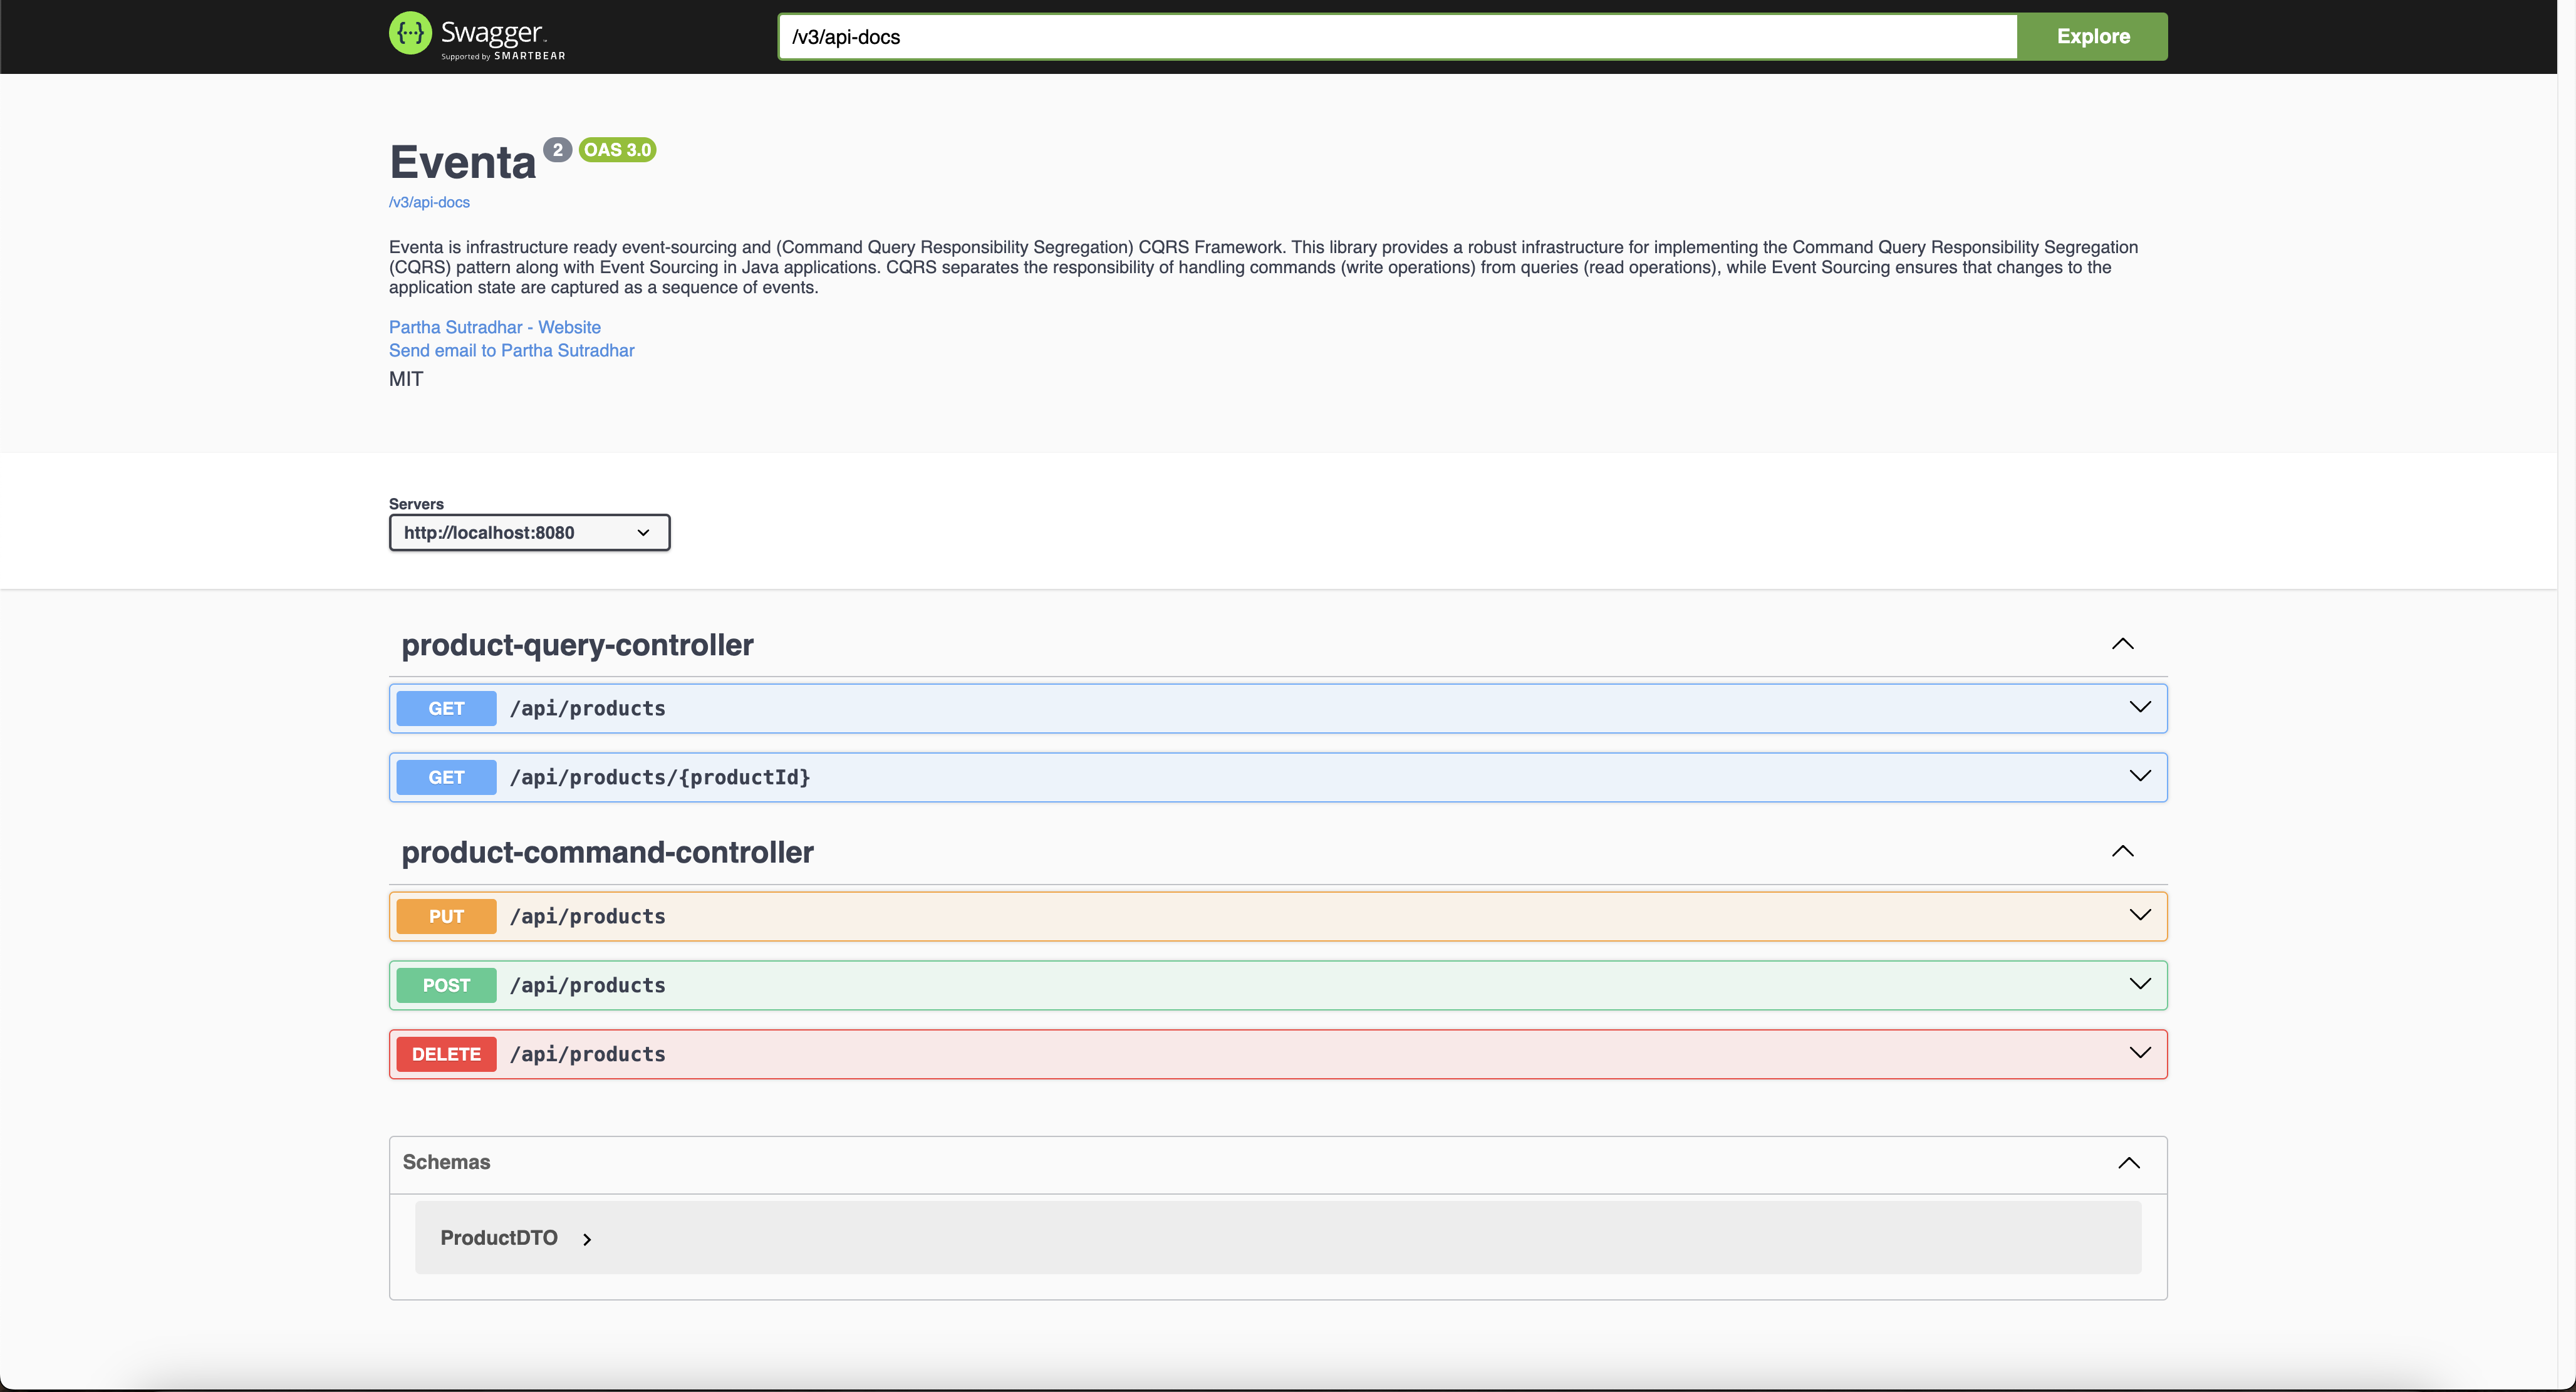 {···} Swagger™
Supported by SMARTBEAR
/v3/api-docs
Explore
Eventa 2 OAS 3.0
/v3/api-docs
Eventa is infrastructure ready event-sourcing and (Command Query Responsibility Segregation) CQRS Framework. This library provides a robust infrastructure for implementing the Command Query Responsibility Segregation
(CQRS) pattern along with Event Sourcing in Java applications. CQRS separates the responsibility of handling commands (write operations) from queries (read operations), while Event Sourcing ensures that changes to the
application state are captured as a sequence of events.
Partha Sutradhar - Website
Send email to Partha Sutradhar
MIT
Servers
http://localhost:8080
product-query-controller
GET /api/products
GET /api/products/{productId}
product-command-controller
PUT /api/products
POST /api/products
DELETE /api/products
Schemas
ProductDTO